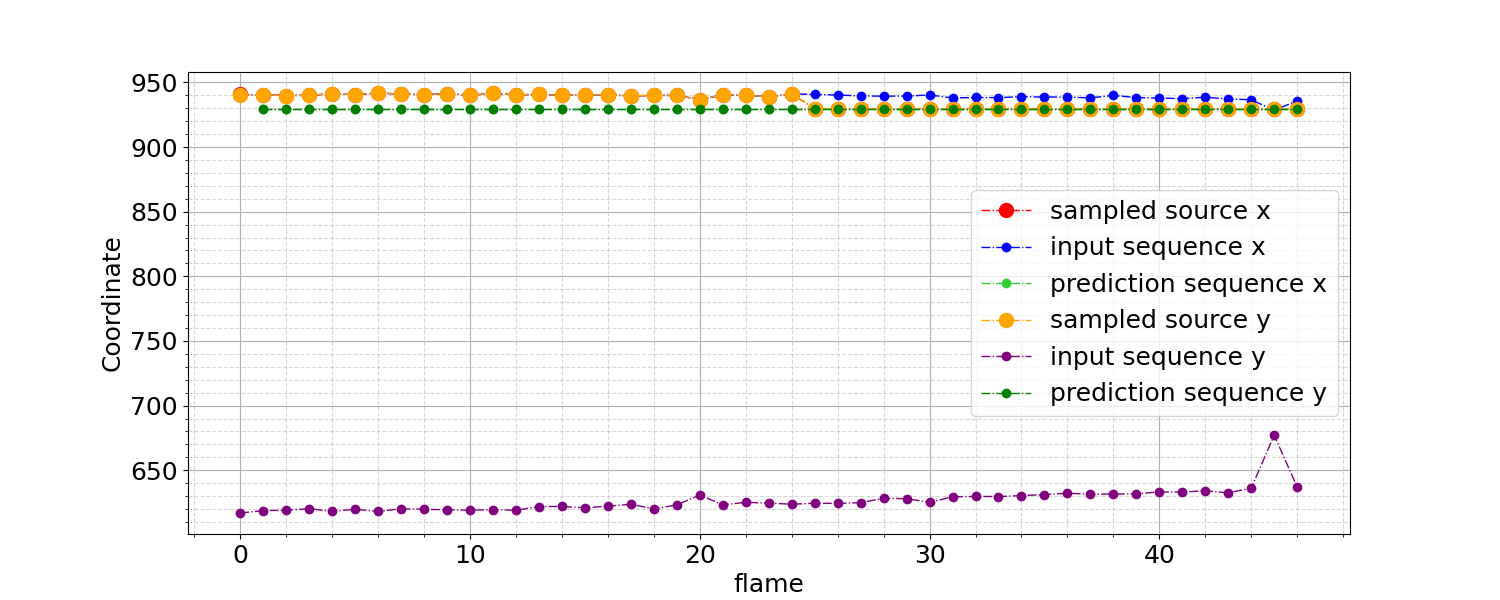 950
900
850
800
750
700
650
Coordinate
sampled source x
input sequence x
prediction sequence x
sampled source y
input sequence y
prediction sequence y
0 10 20 30 40
flame